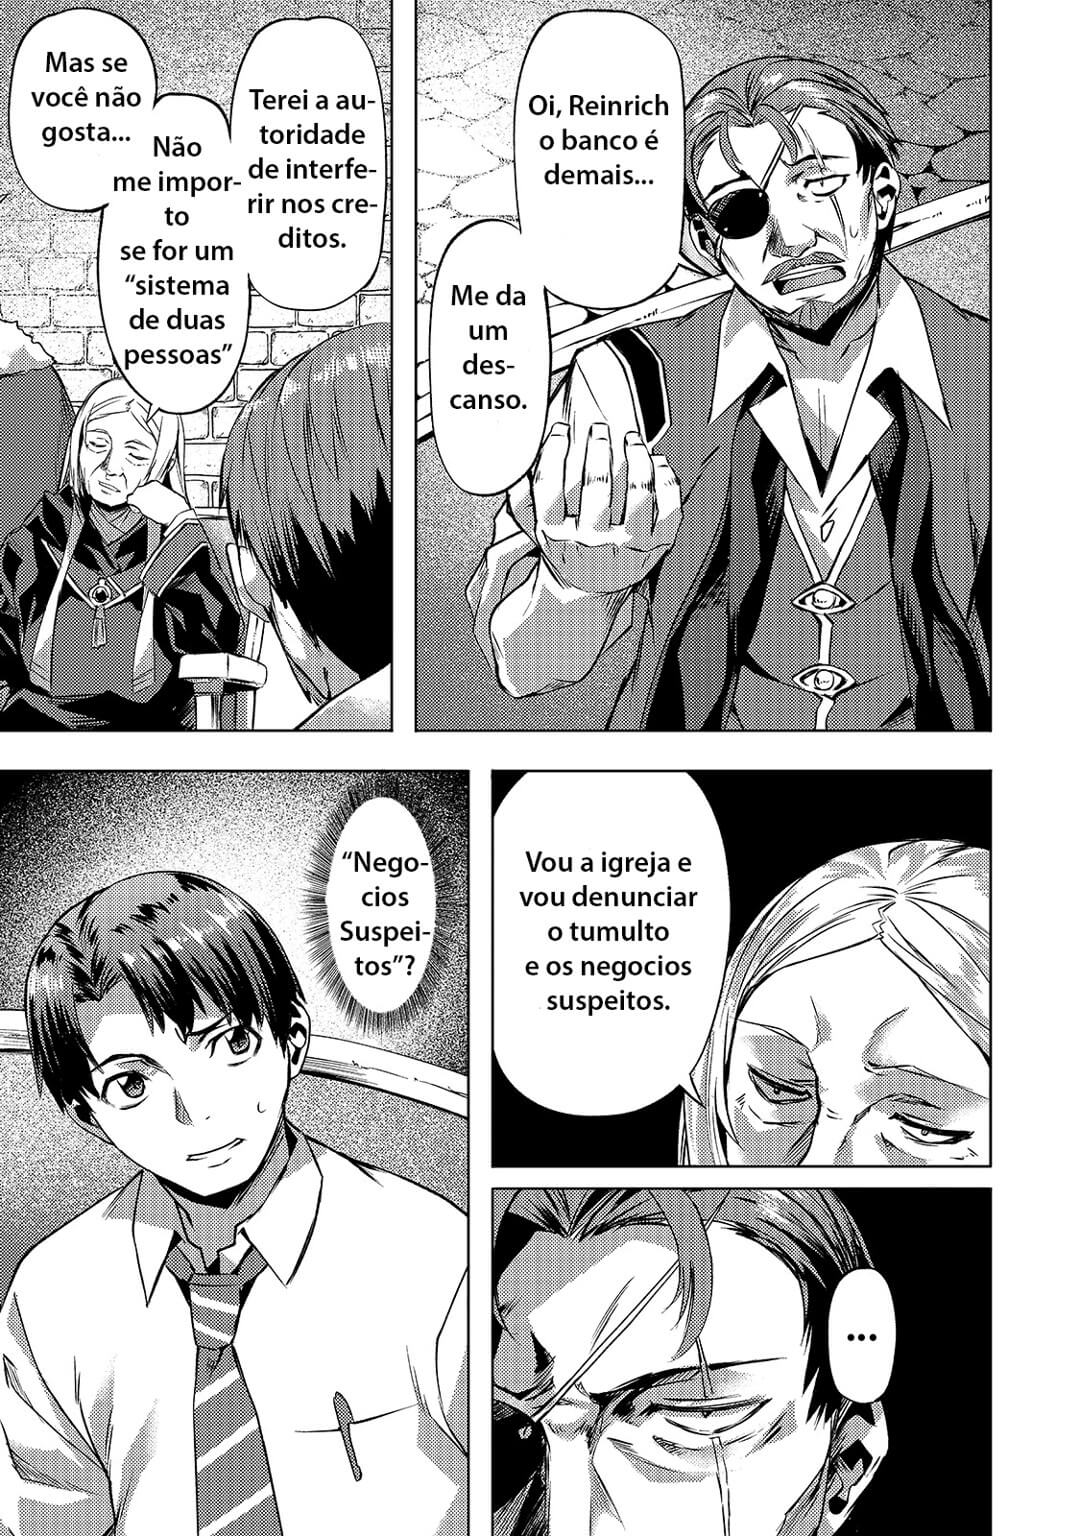 Oi, Reinrich
o banco é
demais...
Me da
um
des-
canso.
Terei a au-
toridade
de interfe-
rir nos cre-
ditos.
Não
me impor-
to
se for um
“sistema
de duas
pessoas”
Mas se
você não
gosta...
Vou a igreja e
vou denunciar
o tumulto
e os negocios
suspeitos.
...
“Nego-
cios
Suspei-
tos”?